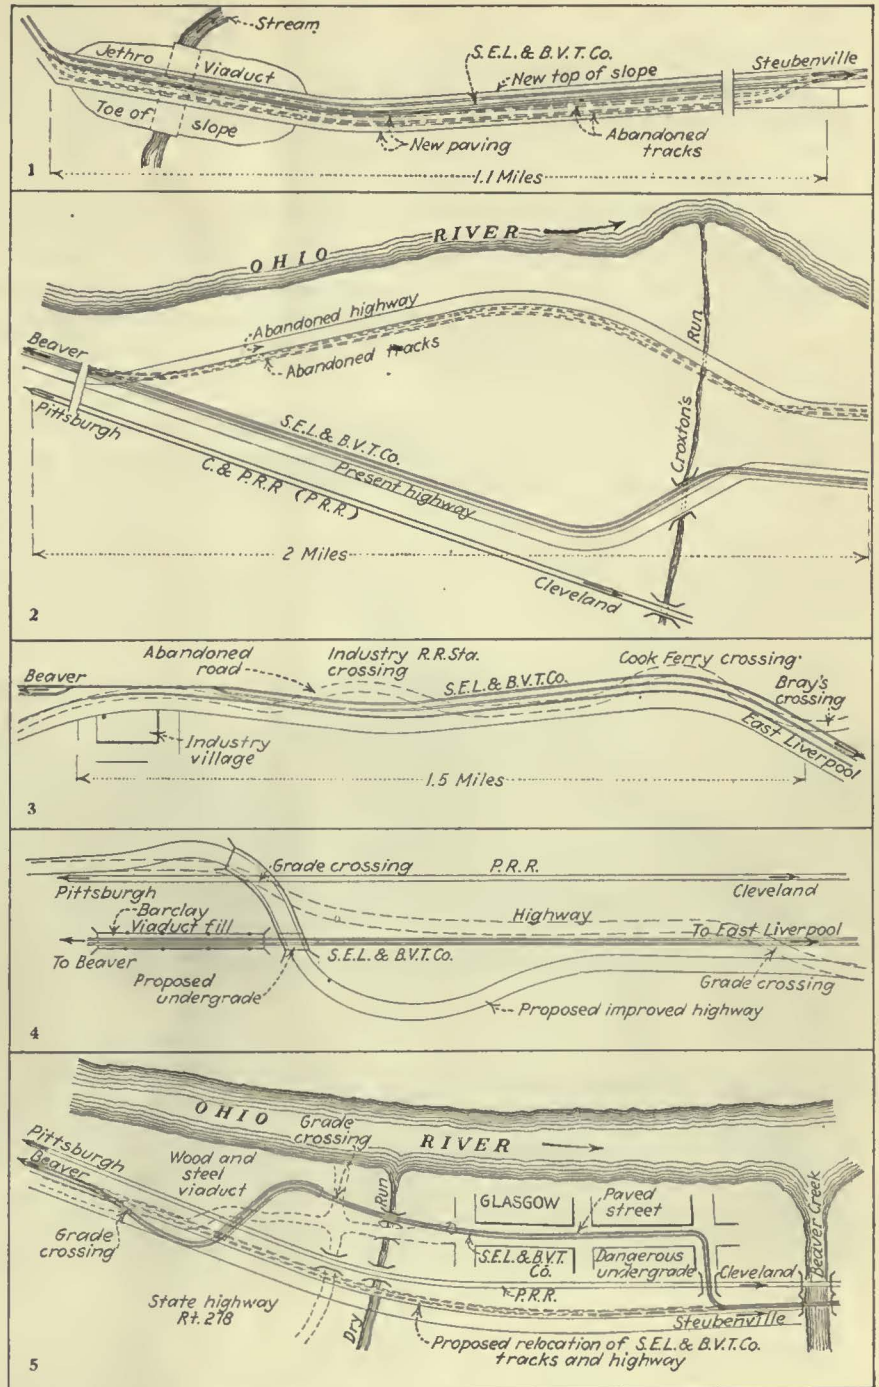 Stream
Jethro Viaduct
S.E.L. & B.V.T. Co.
New top of slope
Steubenville
Toe of slope
New paving
Abandoned
tracks
1.1 Miles
1
OHIO RIVER
Abandoned highway
Abandoned tracks
Beaver
Pittsburgh
S.E.L. & B.V.T. Co.
Present highway
C. & P.R.R. (P.R.R.)
Croxton's Run
2 Miles
Cleveland
2
Abandoned
road
Industry R.R. Sta.
crossing
Cook Ferry crossing
Beaver
S.E.L. & B.V.T. Co.
Bray's
crossing
Industry
village
East Liverpool
1.5 Miles
3
Grade crossing
P.R.R.
Pittsburgh
Cleveland
Barclay
Viaduct fill
Highway
To East Liverpool
To Beaver
S.E.L. & B.V.T. Co.
Proposed
undergrade
Grade crossing
Proposed improved highway
4
OHIO RIVER
Grade
crossing
Pittsburgh
Beaver
Wood and
steel
viaduct
Run
GLASGOW
Paved
street
Beaver Creek
Grade
crossing
S.E.L. & B.V.T.
Co.
Dangerous
undergrade
Cleveland
P.R.R.
State highway
Rt. 278
Dry
Steubenville
Proposed relocation of S.E.L. & B.V.T. Co.
tracks and highway
5